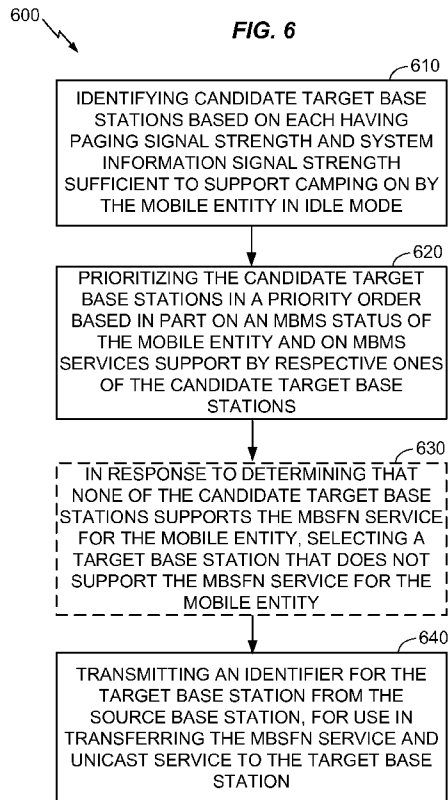 600
FIG. 6
610
IDENTIFYING CANDIDATE TARGET BASE
STATIONS BASED ON EACH HAVING
PAGING SIGNAL STRENGTH AND SYSTEM
INFORMATION SIGNAL STRENGTH
SUFFICIENT TO SUPPORT CAMPING ON BY
THE MOBILE ENTITY IN IDLE MODE
620
PRIORITIZING THE CANDIDATE TARGET
BASE STATIONS IN A PRIORITY ORDER
BASED IN PART ON AN MBMS STATUS OF
THE MOBILE ENTITY AND ON MBMS
SERVICES SUPPORT BY RESPECTIVE ONES
OF THE CANDIDATE TARGET BASE
STATIONS
630
IN RESPONSE TO DETERMINING THAT
NONE OF THE CANDIDATE TARGET BASE
STATIONS SUPPORTS THE MBSFN SERVICE
FOR THE MOBILE ENTITY, SELECTING A
TARGET BASE STATION THAT DOES NOT
SUPPORT THE MBSFN SERVICE FOR THE
MOBILE ENTITY
640
TRANSMITTING AN IDENTIFIER FOR THE
TARGET BASE STATION FROM THE
SOURCE BASE STATION, FOR USE IN
TRANSFERRING THE MBSFN SERVICE AND
UNICAST SERVICE TO THE TARGET BASE
STATION